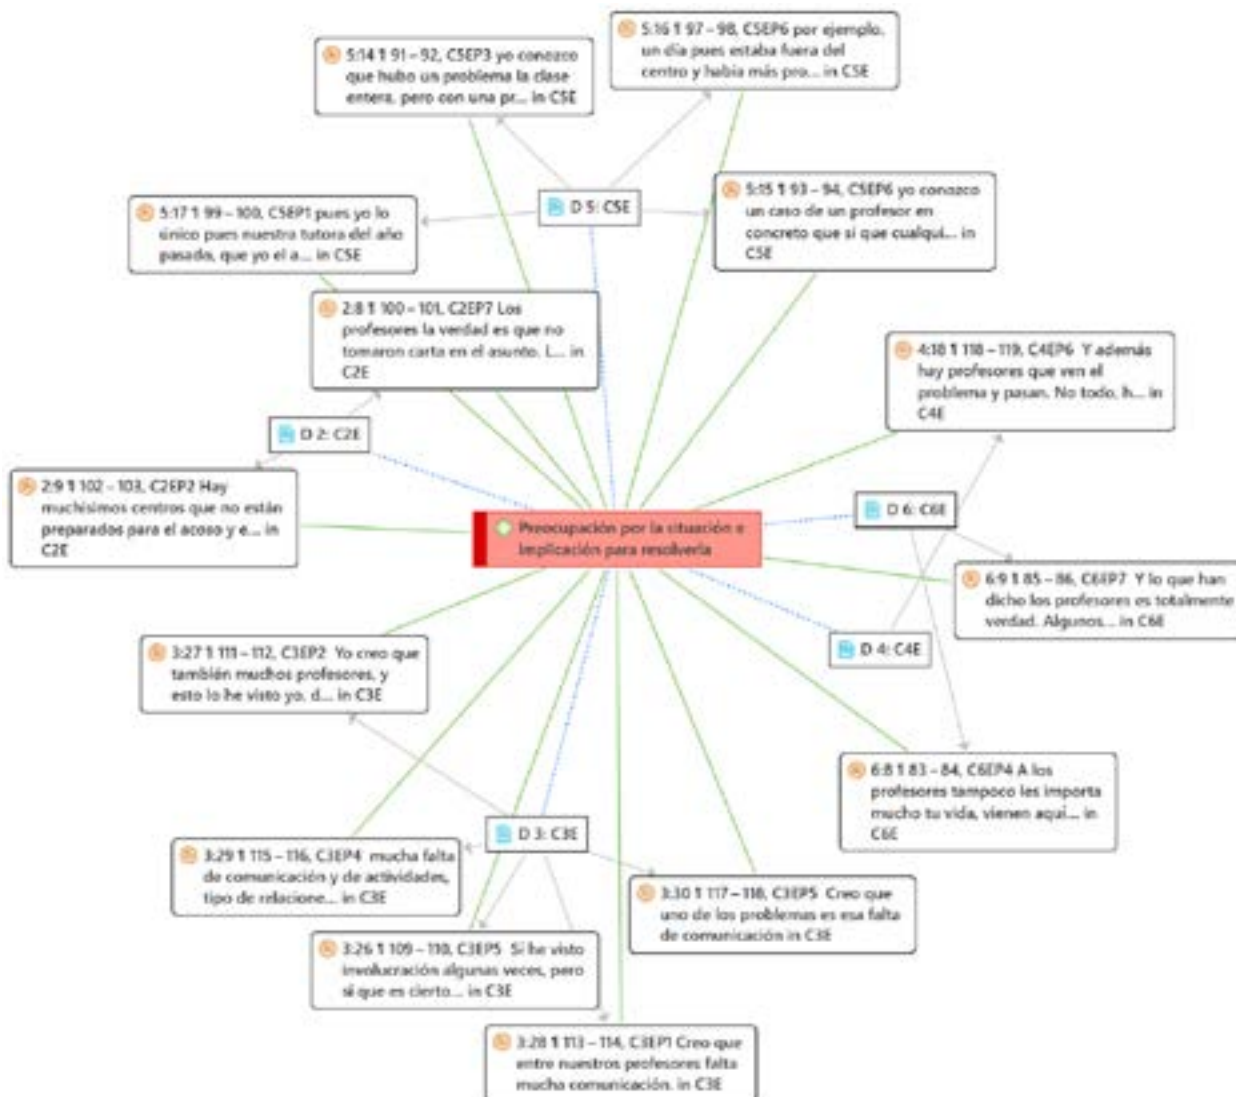 5:16 ¶ 97 – 98, C5EP6 por ejemplo,
un día pues estaba fuera del
centro y había más pro... in C5E
5:14 ¶ 91 – 92, C5EP3 yo conozco
que hubo un problema la clase
entera, pero con una pr... in C5E
5:15 ¶ 93 – 94, C5EP6 yo conozco
un caso de un profesor en
concreto que si que cualqui... in
C5E
D 5: C5E
5:17 ¶ 99 – 100, C5EP1 pues yo lo
único pues nuestra tutora del año
pasado, que yo el a... in C5E
2:8 ¶ 100 – 101, C2EP7 Los
profesores la verdad es que no
tomaron carta en el asunto. L... in
C2E
4:18 ¶ 118 – 119, C4EP6 Y además
hay profesores que ven el
problema y pasan. No todo, h... in
C4E
D 2: C2E
2:9 ¶ 102 – 103, C2EP2 Hay
muchísimos centros que no están
preparados para el acoso y e... in
C2E
D 6: C6E
Preocupación por la situación e
implicación para resolverla
6:9 ¶ 85 – 86, C6EP7 Y lo que han
dicho los profesores es totalmente
verdad. Algunos... in C6E
D 4: C4E
3:27 ¶ 111 – 112, C3EP2 Yo creo que
también muchos profesores, y
esto lo he visto yo, d... in C3E
6:8 ¶ 83 – 84, C6EP4 A los
profesores tampoco les importa
mucho tu vida, vienen aquí... in
C6E
D 3: C3E
3:29 ¶ 115 – 116, C3EP4 mucha falta
de comunicación y de actividades,
tipo de relacione... in C3E
3:30 ¶ 117 – 118, C3EP5 Creo que
uno de los problemas es esa falta
de comunicación in C3E
3:26 ¶ 109 – 110, C3EP5 Sí he visto
involucración algunas veces, pero
sí que es cierto... in C3E
3:28 ¶ 113 – 114, C3EP1 Creo que
entre nuestros profesores falta
mucha comunicación. in C3E